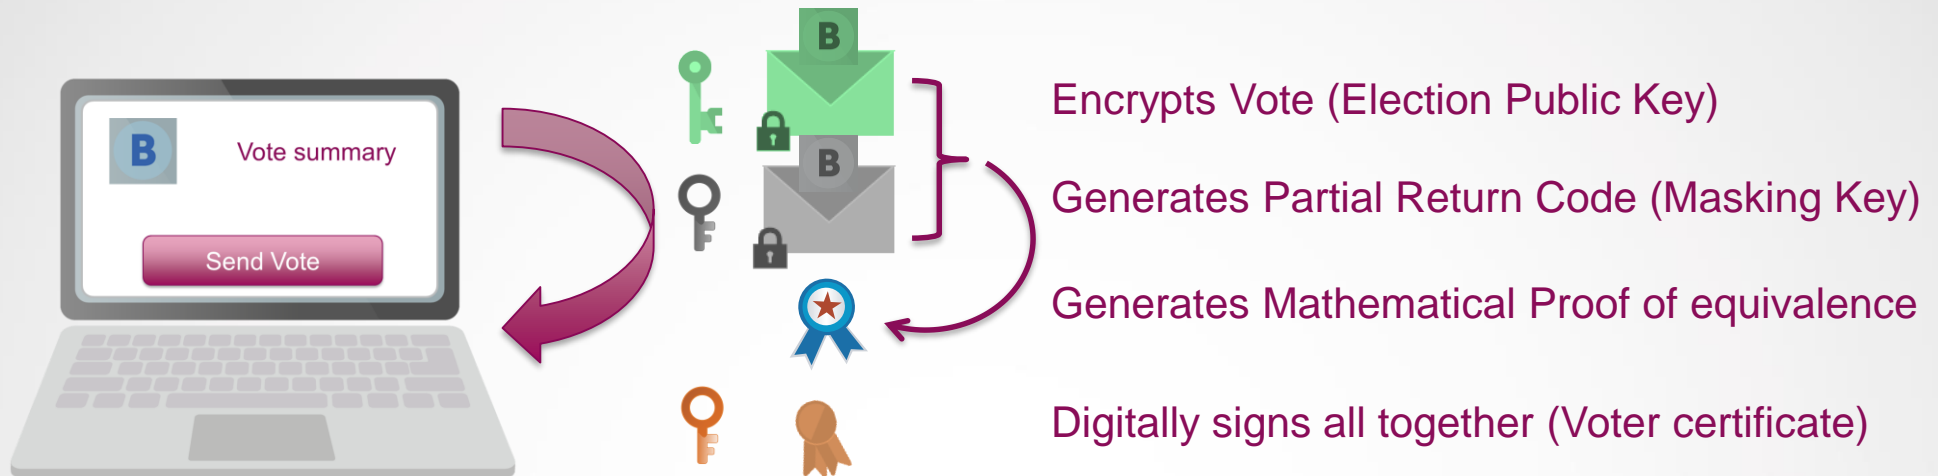 B
Vote summary
Send Vote
B
B
Encrypts Vote (Election Public Key)
Generates Partial Return Code (Masking Key)
Generates Mathematical Proof of equivalence
Digitally signs all together (Voter certificate)